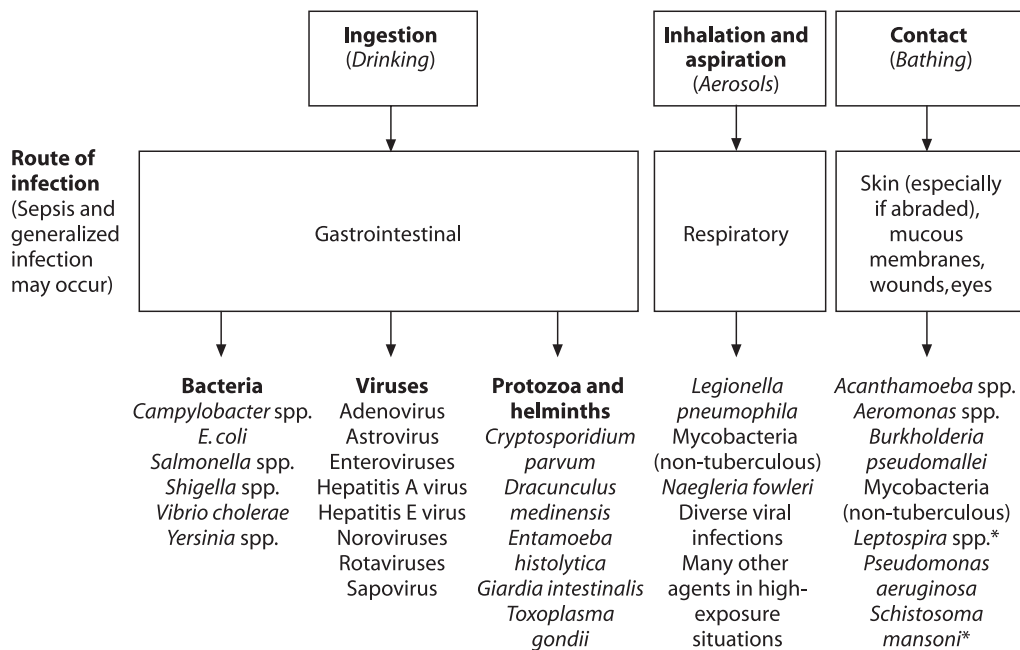 Ingestion
(Drinking)
Inhalation and
aspiration
(Aerosols)
Contact
(Bathing)
Route of
infection
(Sepsis and
generalized
infection
may occur)
Gastrointestinal
Respiratory
Skin (especially
if abraded),
mucous
membranes,
wounds, eyes
Bacteria
Campylobacter spp.
E. coli
Salmonella spp.
Shigella spp.
Vibrio cholerae
Yersinia spp.
Viruses
Adenovirus
Astrovirus
Enteroviruses
Hepatitis A virus
Hepatitis E virus
Noroviruses
Rotaviruses
Sapovirus
Protozoa and
helminths
Cryptosporidium
parvum
Dracunculus
medinensis
Entamoeba
histolytica
Giardia intestinalis
Toxoplasma
gondii
Legionella
pneumophila
Mycobacteria
(non-tuberculous)
Naegleria fowleri
Diverse viral
infections
Many other
agents in high-
exposure
situations
Acanthamoeba spp.
Aeromonas spp.
Burkholderia
pseudomallei
Mycobacteria
(non-tuberculous)
Leptospira spp.*
Pseudomonas
aeruginosa
Schistosoma
mansoni*